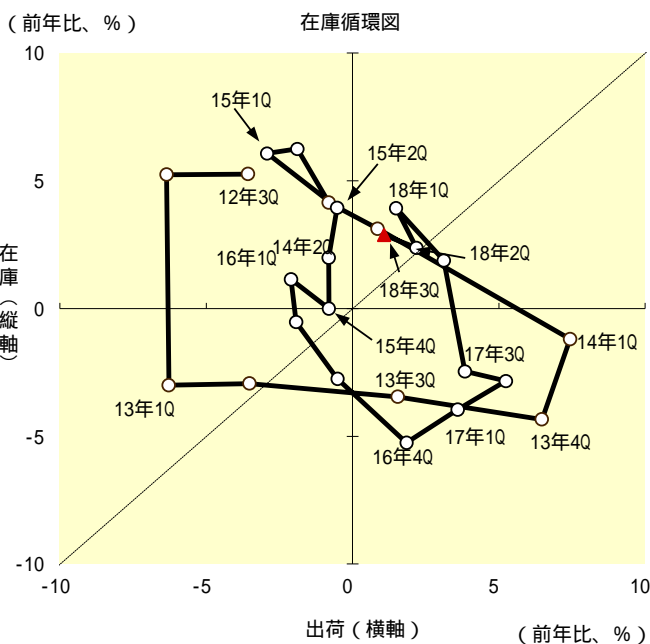 (前年比、%)
在庫循環図
10
15年1Q
15年2Q
5
18年1Q
12年3Q
在庫(縦軸)
14年2Q
18年2Q
16年1Q
18年3Q
0
15年4Q
14年1Q
17年3Q
13年3Q
13年1Q
17年1Q
13年4Q
-5
16年4Q
-10
-10
-5
0
5
10
出荷(横軸)
(前年比、%)